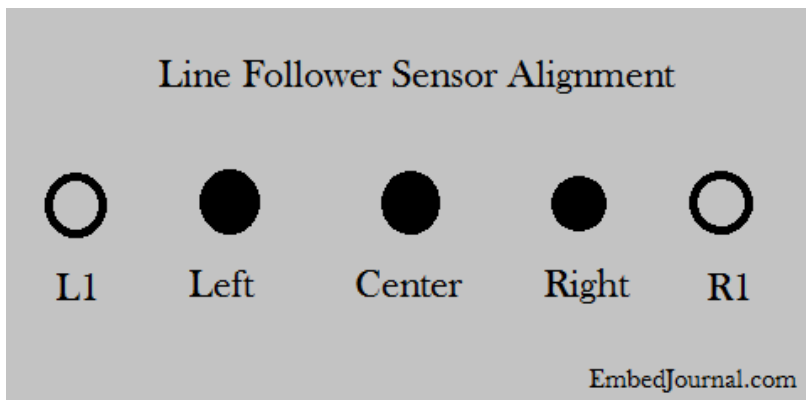 Line Follower Sensor Alignment
L1 Left Center Right R1
EmbedJournal.com